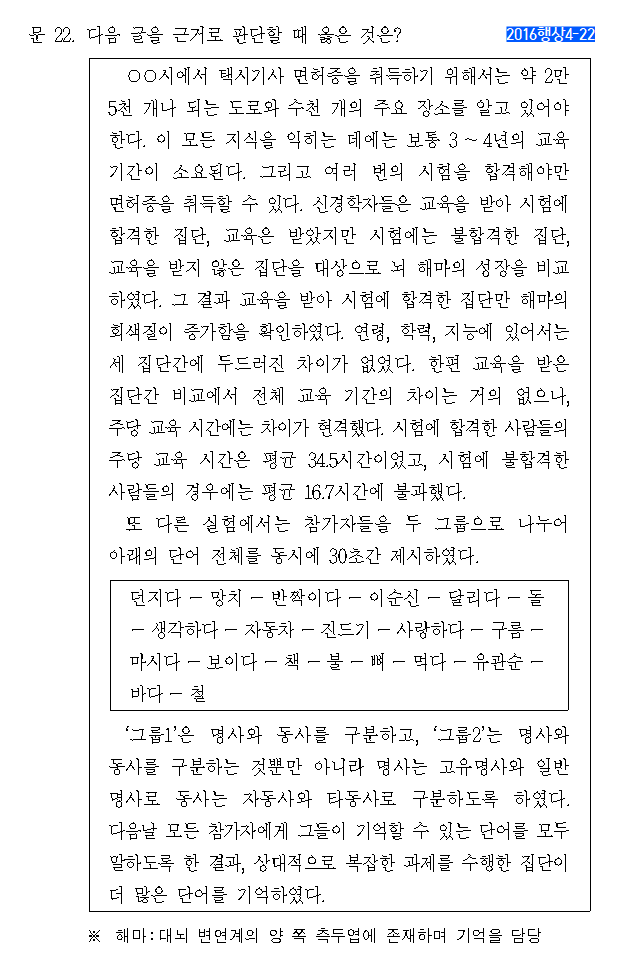 문 22. 다음 글을 근거로 판단할 때 옳은 것은?
2016행상4-22
○○시에서 택시기사 면허증을 취득하기 위해서는 약 2만
5천 개나 되는 도로와 수천 개의 주요 장소를 알고 있어야
한다. 이 모든 지식을 익히는 데에는 보통 3 ~ 4년의 교육
기간이 소요된다. 그리고 여러 번의 시험을 합격해야만
면허증을 취득할 수 있다. 신경학자들은 교육을 받아 시험에
합격한 집단, 교육은 받았지만 시험에는 불합격한 집단,
교육을 받지 않은 집단을 대상으로 뇌 해마의 성장을 비교
하였다. 그 결과 교육을 받아 시험에 합격한 집단만 해마의
회색질이 증가함을 확인하였다. 연령, 학력, 지능에 있어서는
세 집단간에 두드러진 차이가 없었다. 한편 교육을 받은
집단간 비교에서 전체 교육 기간의 차이는 거의 없으나,
주당 교육 시간에는 차이가 현격했다. 시험에 합격한 사람들의
주당 교육 시간은 평균 34.5시간이었고, 시험에 불합격한
사람들의 경우에는 평균 16.7시간에 불과했다.
또 다른 실험에서는 참가자들을 두 그룹으로 나누어
아래의 단어 전체를 동시에 30초간 제시하였다.
던지다 - 망치 - 반짝이다 - 이순신 - 달리다 - 돌
- 생각하다 - 자동차 - 진드기 - 사랑하다 - 구름 -
마시다 - 보이다 - 책 - 불 - 뼈 - 먹다 - 유관순 -
바다 - 철
‘그룹1’은 명사와 동사를 구분하고, ‘그룹2’는 명사와
동사를 구분하는 것뿐만 아니라 명사는 고유명사와 일반
명사로 동사는 자동사와 타동사로 구분하도록 하였다.
다음날 모든 참가자에게 그들이 기억할 수 있는 단어를 모두
말하도록 한 결과, 상대적으로 복잡한 과제를 수행한 집단이
더 많은 단어를 기억하였다.
※ 해마: 대뇌 변연계의 양 쪽 측두엽에 존재하며 기억을 담당